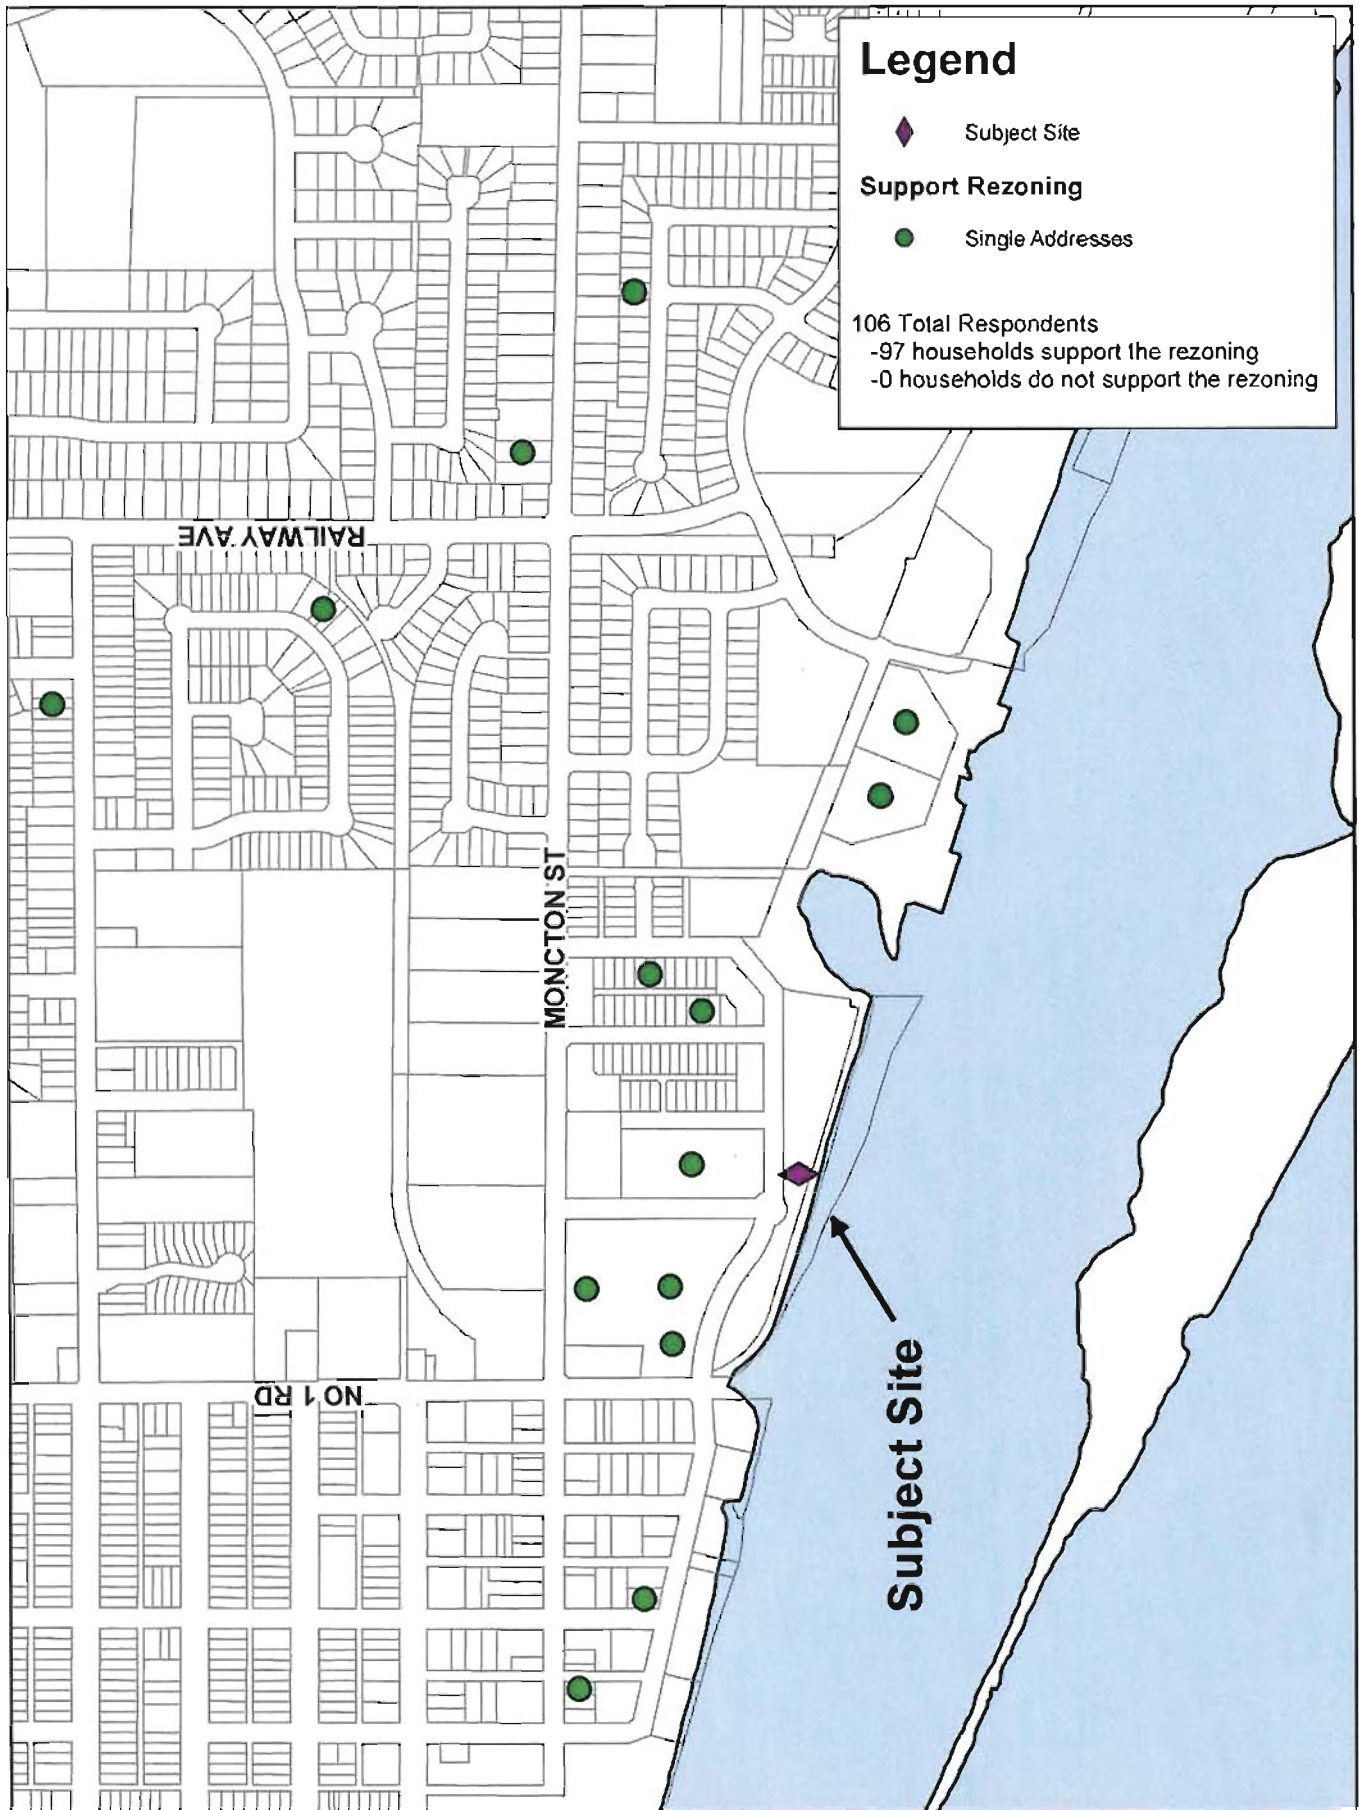 Legend
Subject Site
Support Rezoning
Single Addresses
106 Total Respondents
-97 households support the rezoning
-0 households do not support the rezoning
RAILWAY AVE
MONCTON ST
NO 1 RD
Subject Site